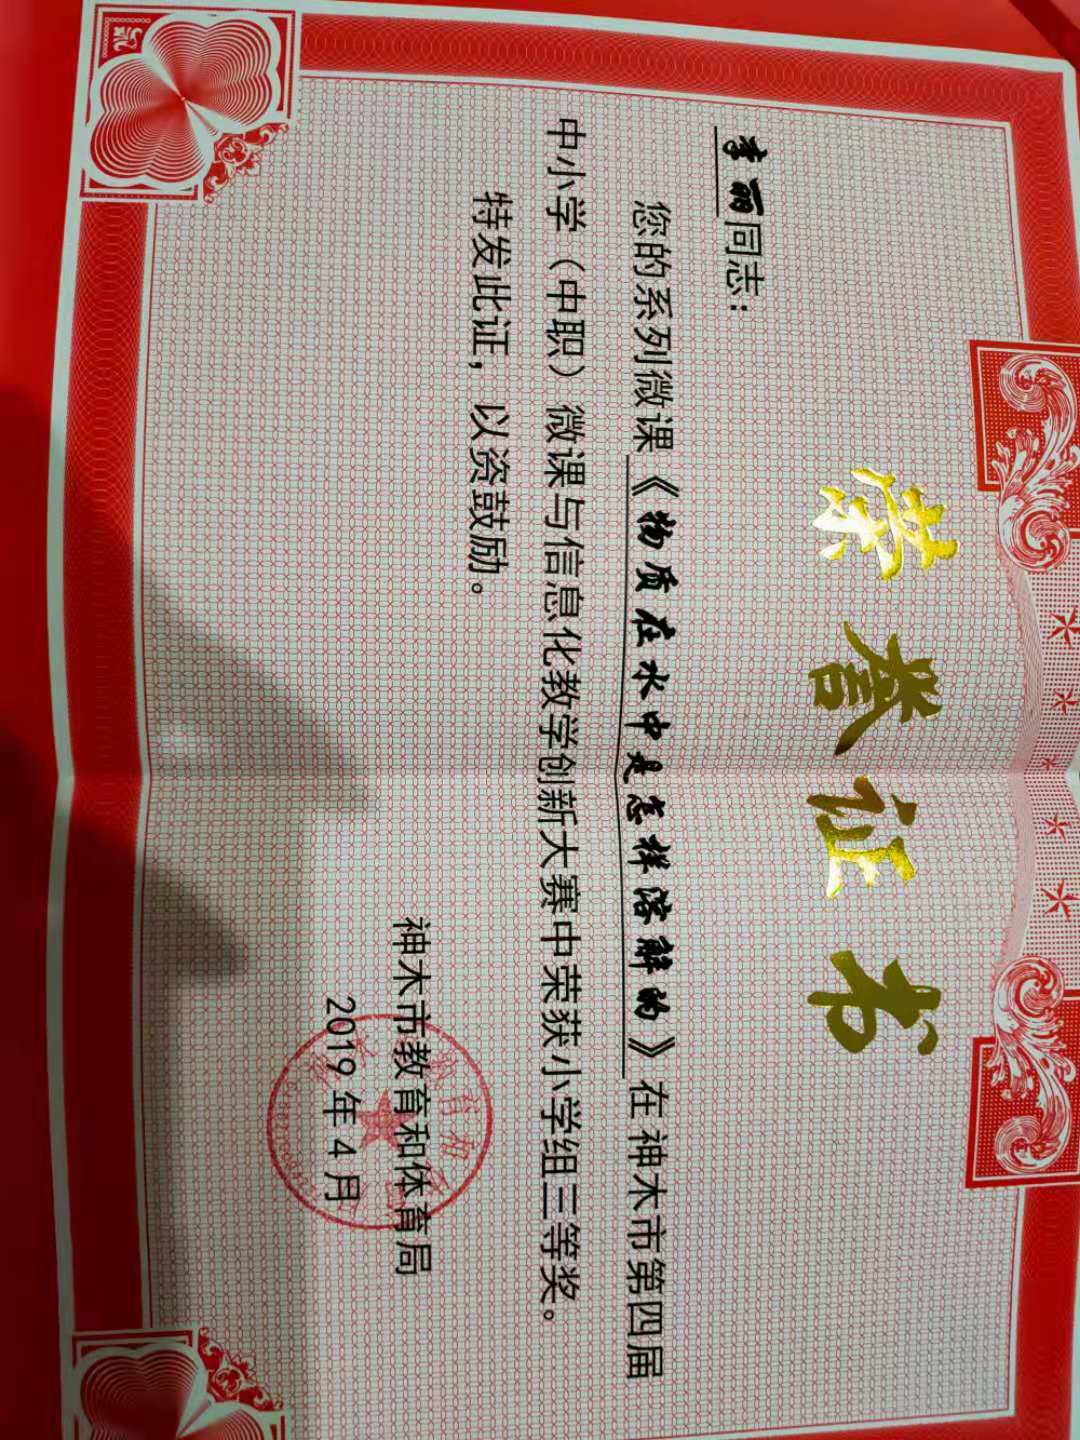 荣誉证书
李丽同志：
您的系列微课《物质在水中是怎样溶解的》在神木市第四届
中小学（中职）微课与信息化教学创新大赛中荣获小学组三等奖。
特发此证，以资鼓励。
神木市教育和体育局
2019年4月